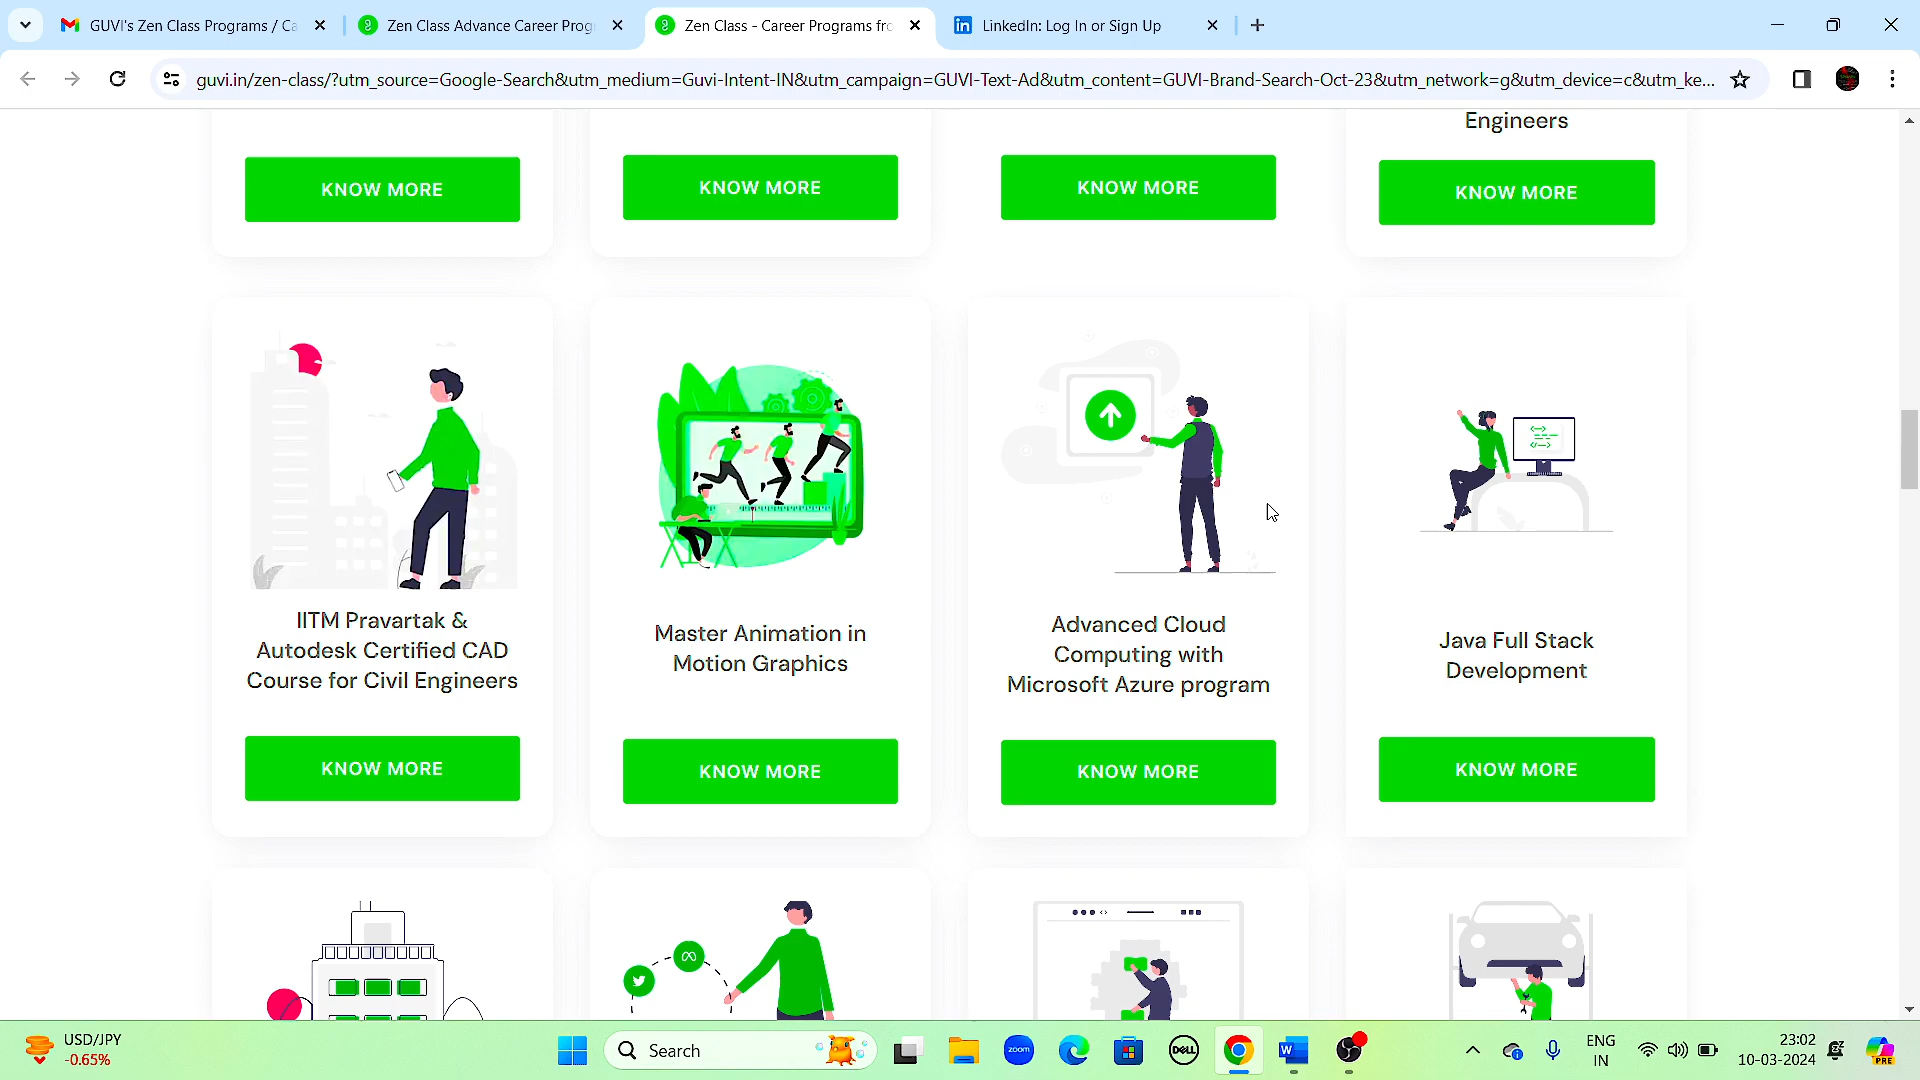 GUVI's Zen Class Programs / Ca
Zen Class Advance Career Prog
Zen Class - Career Programs fro
LinkedIn: Log In or Sign Up
guvi.in/zen-class/?utm_source=Google-Search&utm_medium=Guvi-Intent-IN&utm_campaign=GUVI-Text-Ad&utm_content=GUVI-Brand-Search-Oct-23&utm_network=g&utm_device=c&utm_ke...
Engineers
KNOW MORE
KNOW MORE
KNOW MORE
KNOW MORE
IITM Pravartak &
Autodesk Certified CAD
Course for Civil Engineers
KNOW MORE
Master Animation in
Motion Graphics
KNOW MORE
Advanced Cloud
Computing with
Microsoft Azure program
KNOW MORE
Java Full Stack
Development
KNOW MORE
USD/JPY
-0.65%
Search
zoom
DELL
W
ENG
IN
23:02
10-03-2024
PRE